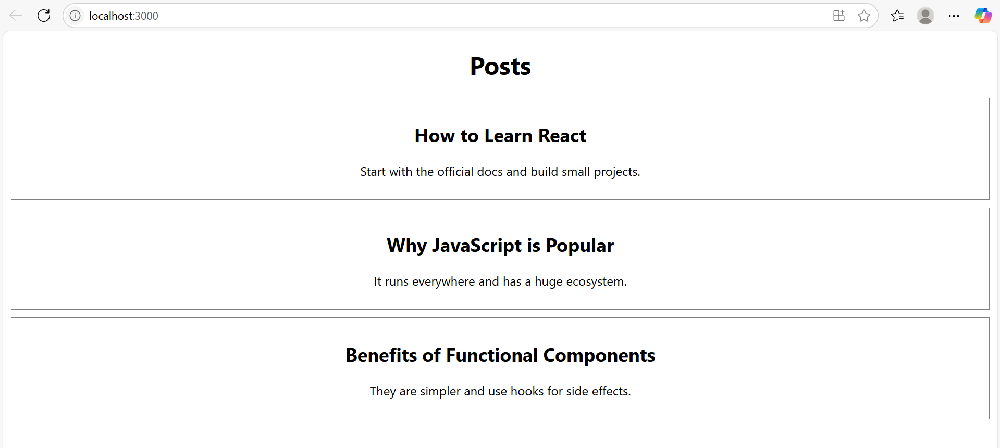 localhost:3000
Posts
How to Learn React
Start with the official docs and build small projects.
Why JavaScript is Popular
It runs everywhere and has a huge ecosystem.
Benefits of Functional Components
They are simpler and use hooks for side effects.